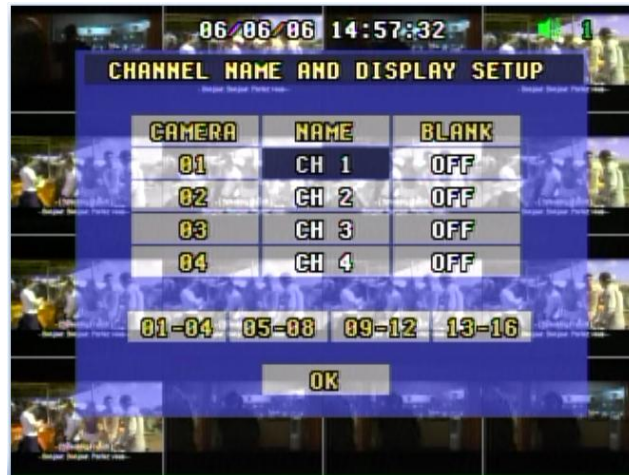 06/06/06 14:57:32 1
CHANNEL NAME AND DISPLAY SETUP
CAMERA NAME BLANK
01 CH 1 OFF
02 CH 2 OFF
03 CH 3 OFF
04 CH 4 OFF
01-04 05-08 09-12 13-16
OK